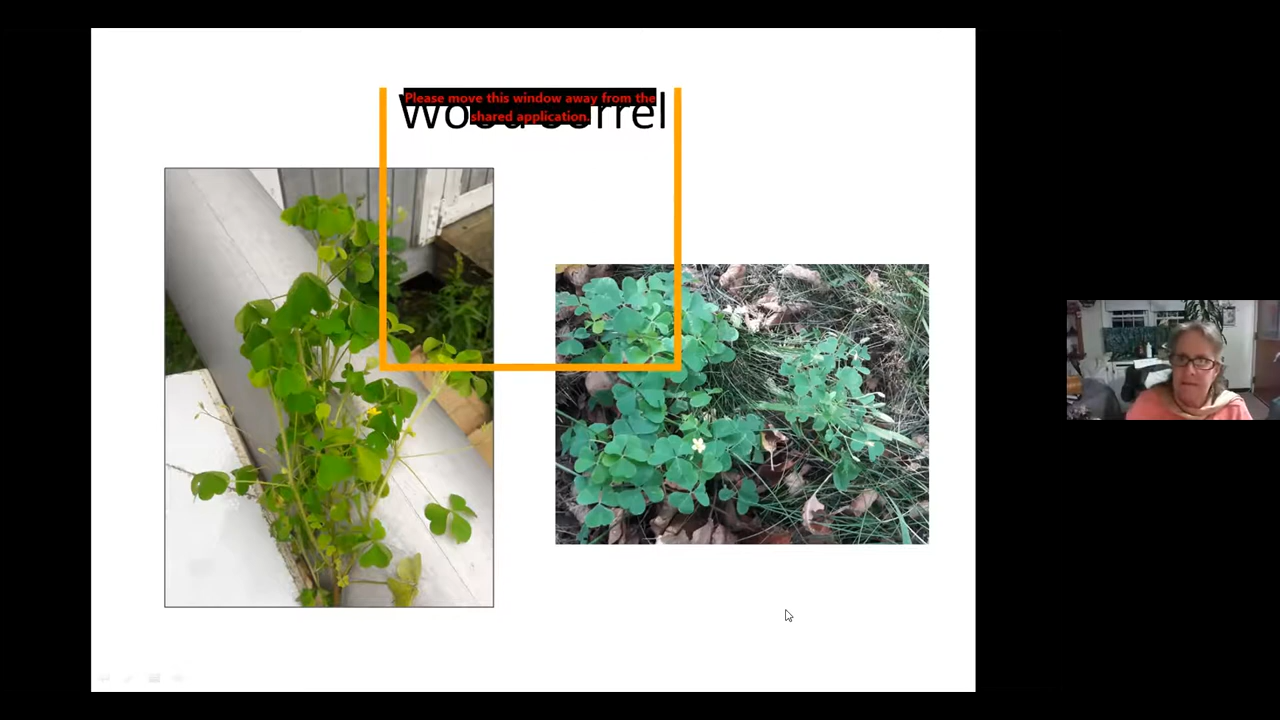 Please move this window away from the
shared application.
Wood sorrel